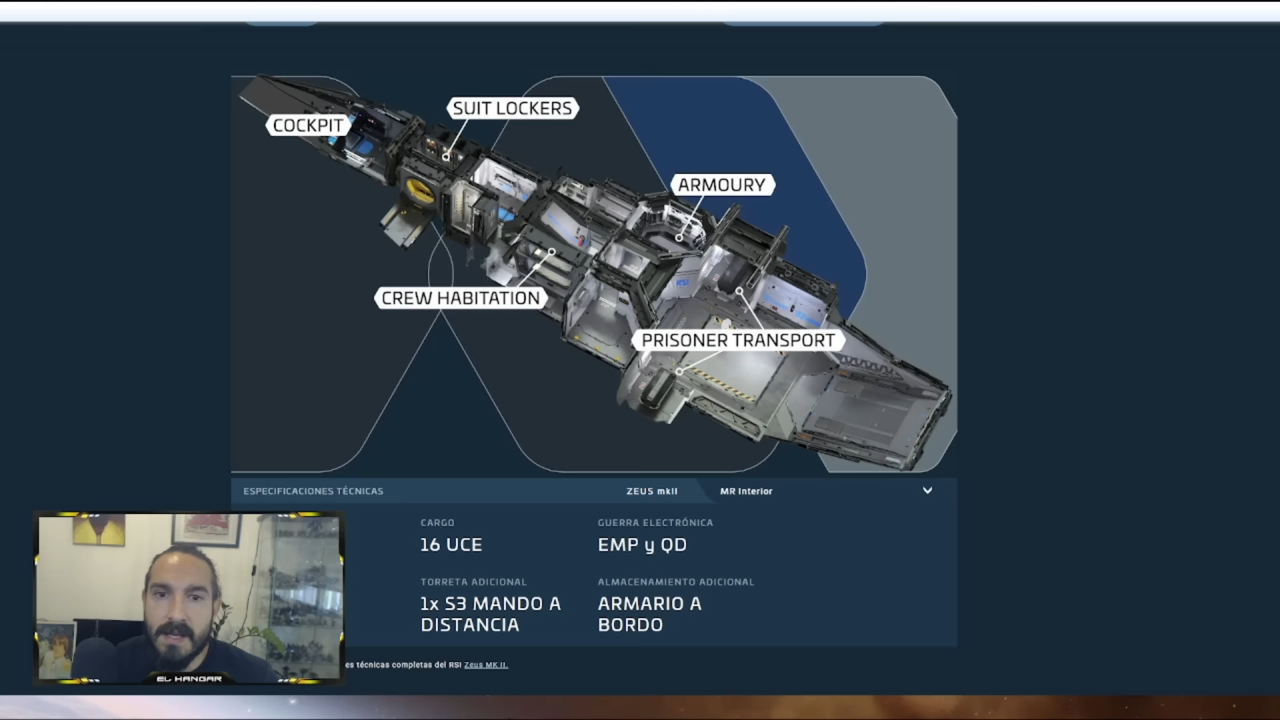 SUIT LOCKERS
COCKPIT
ARMOURY
CREW HABITATION
PRISONER TRANSPORT
ESPECIFICACIONES TÉCNICAS
ZEUS mkII
MR Interior
CARGO
16 UCE
GUERRA ELECTRÓNICA
EMP y QD
TORRETA ADICIONAL
1x S3 MANDO A
DISTANCIA
ALMACENAMIENTO ADICIONAL
ARMARIO A
BORDO
es técnicas completas del RSI Zeus MK II.
EL HANGAR